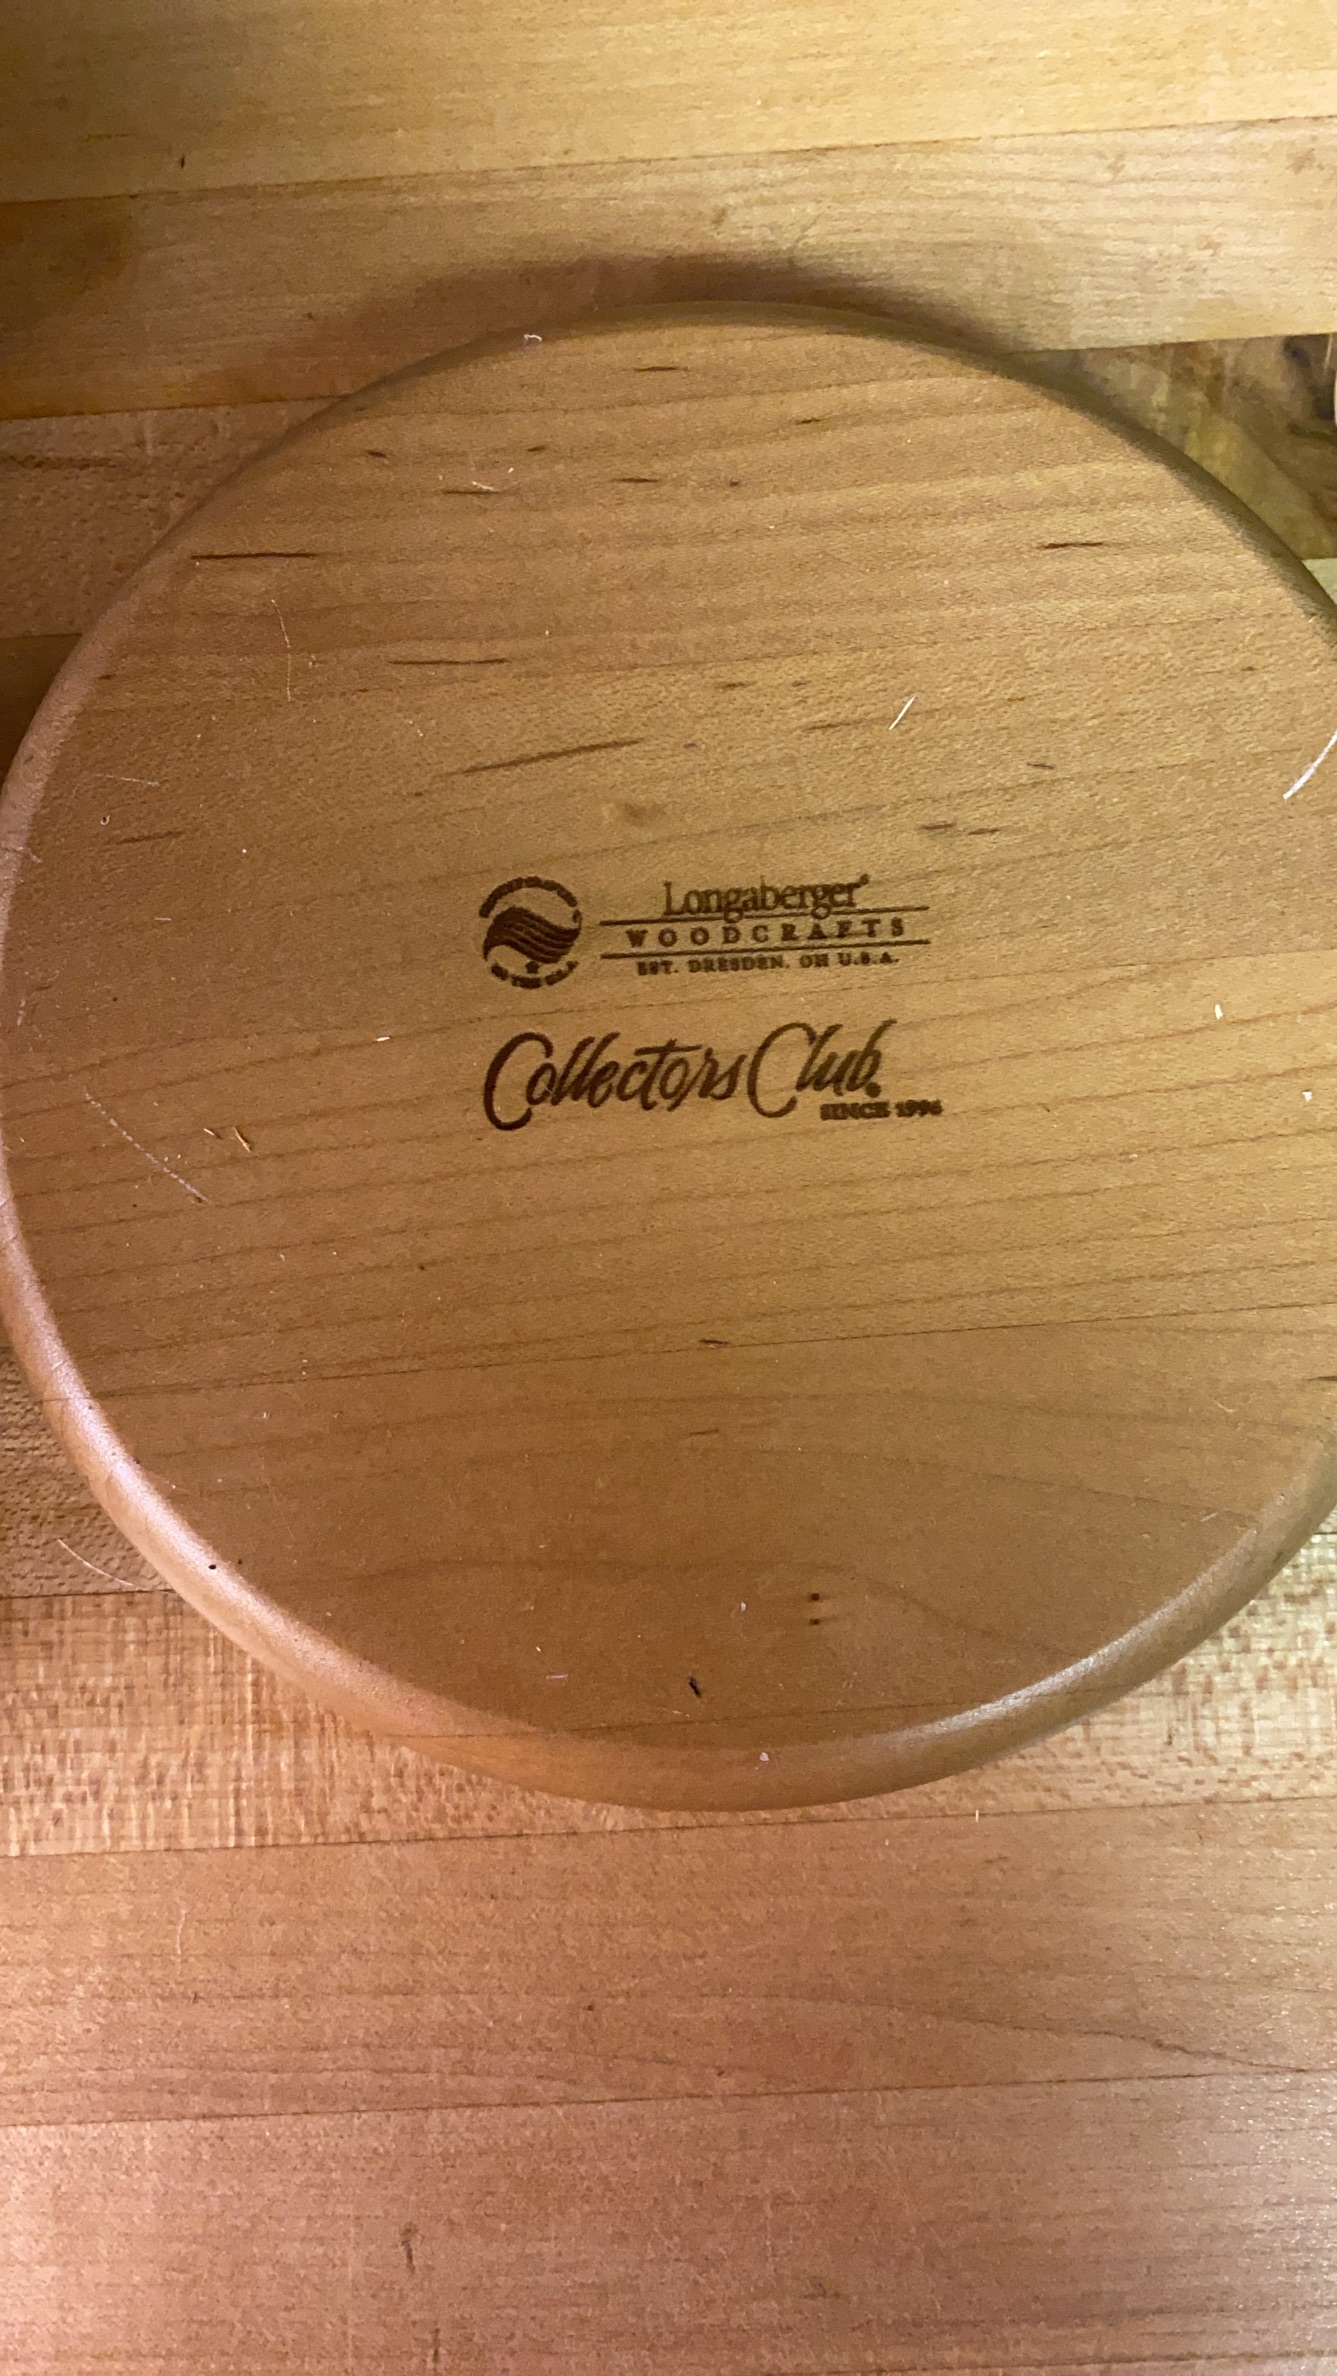 Longaberger®
WOODCRAFTS
EST. DRESDEN, OH U.S.A.
Collectors Club
SINCE 1996